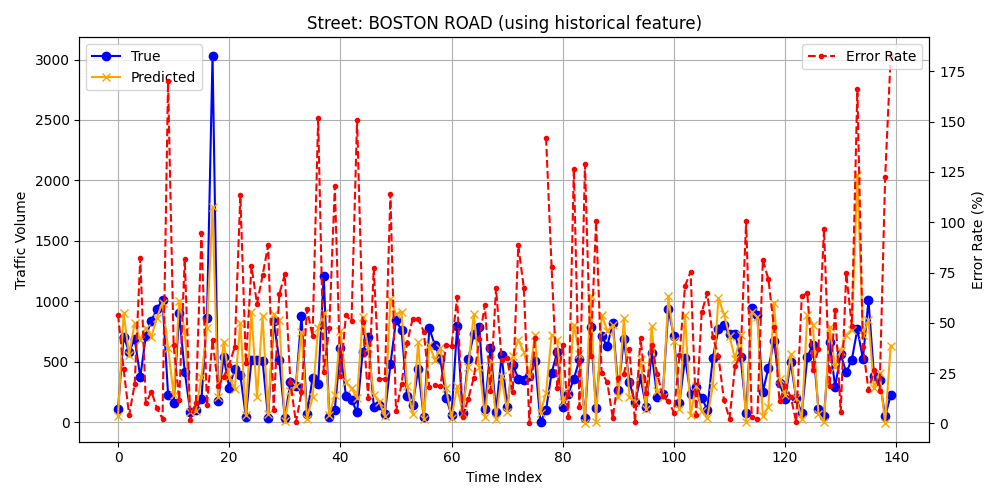 Street: BOSTON ROAD (using historical feature)
True
Predicted
Error Rate
3000
2500
2000
1500
1000
500
0
Traffic Volume
175
150
125
100
75
50
25
0
Error Rate (%)
0 20 40 60 80 100 120 140
Time Index